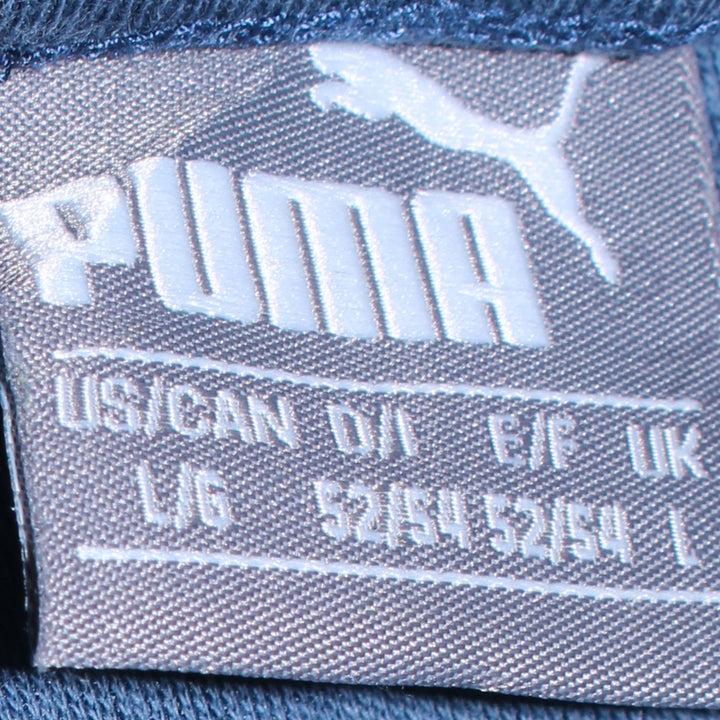 PUMA
US/CAN D/I E/F UK
L/G 52/54 52/54 L